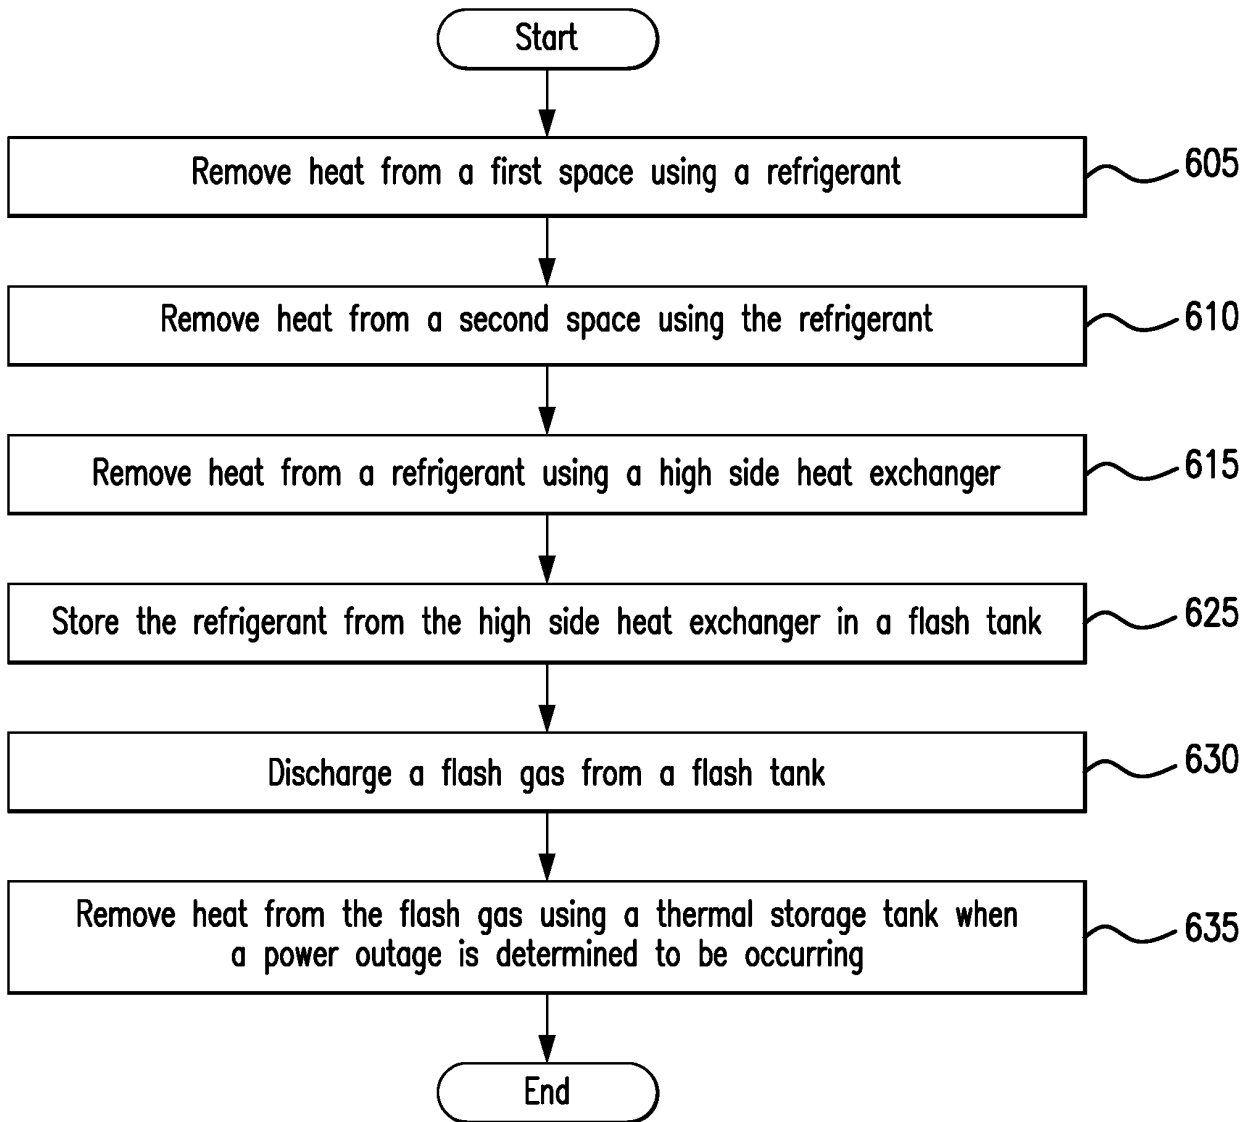 Start
Remove heat from a first space using a refrigerant
605
Remove heat from a second space using the refrigerant
610
Remove heat from a refrigerant using a high side heat exchanger
615
Store the refrigerant from the high side heat exchanger in a flash tank
625
Discharge a flash gas from a flash tank
630
Remove heat from the flash gas using a thermal storage tank when
a power outage is determined to be occurring
635
End